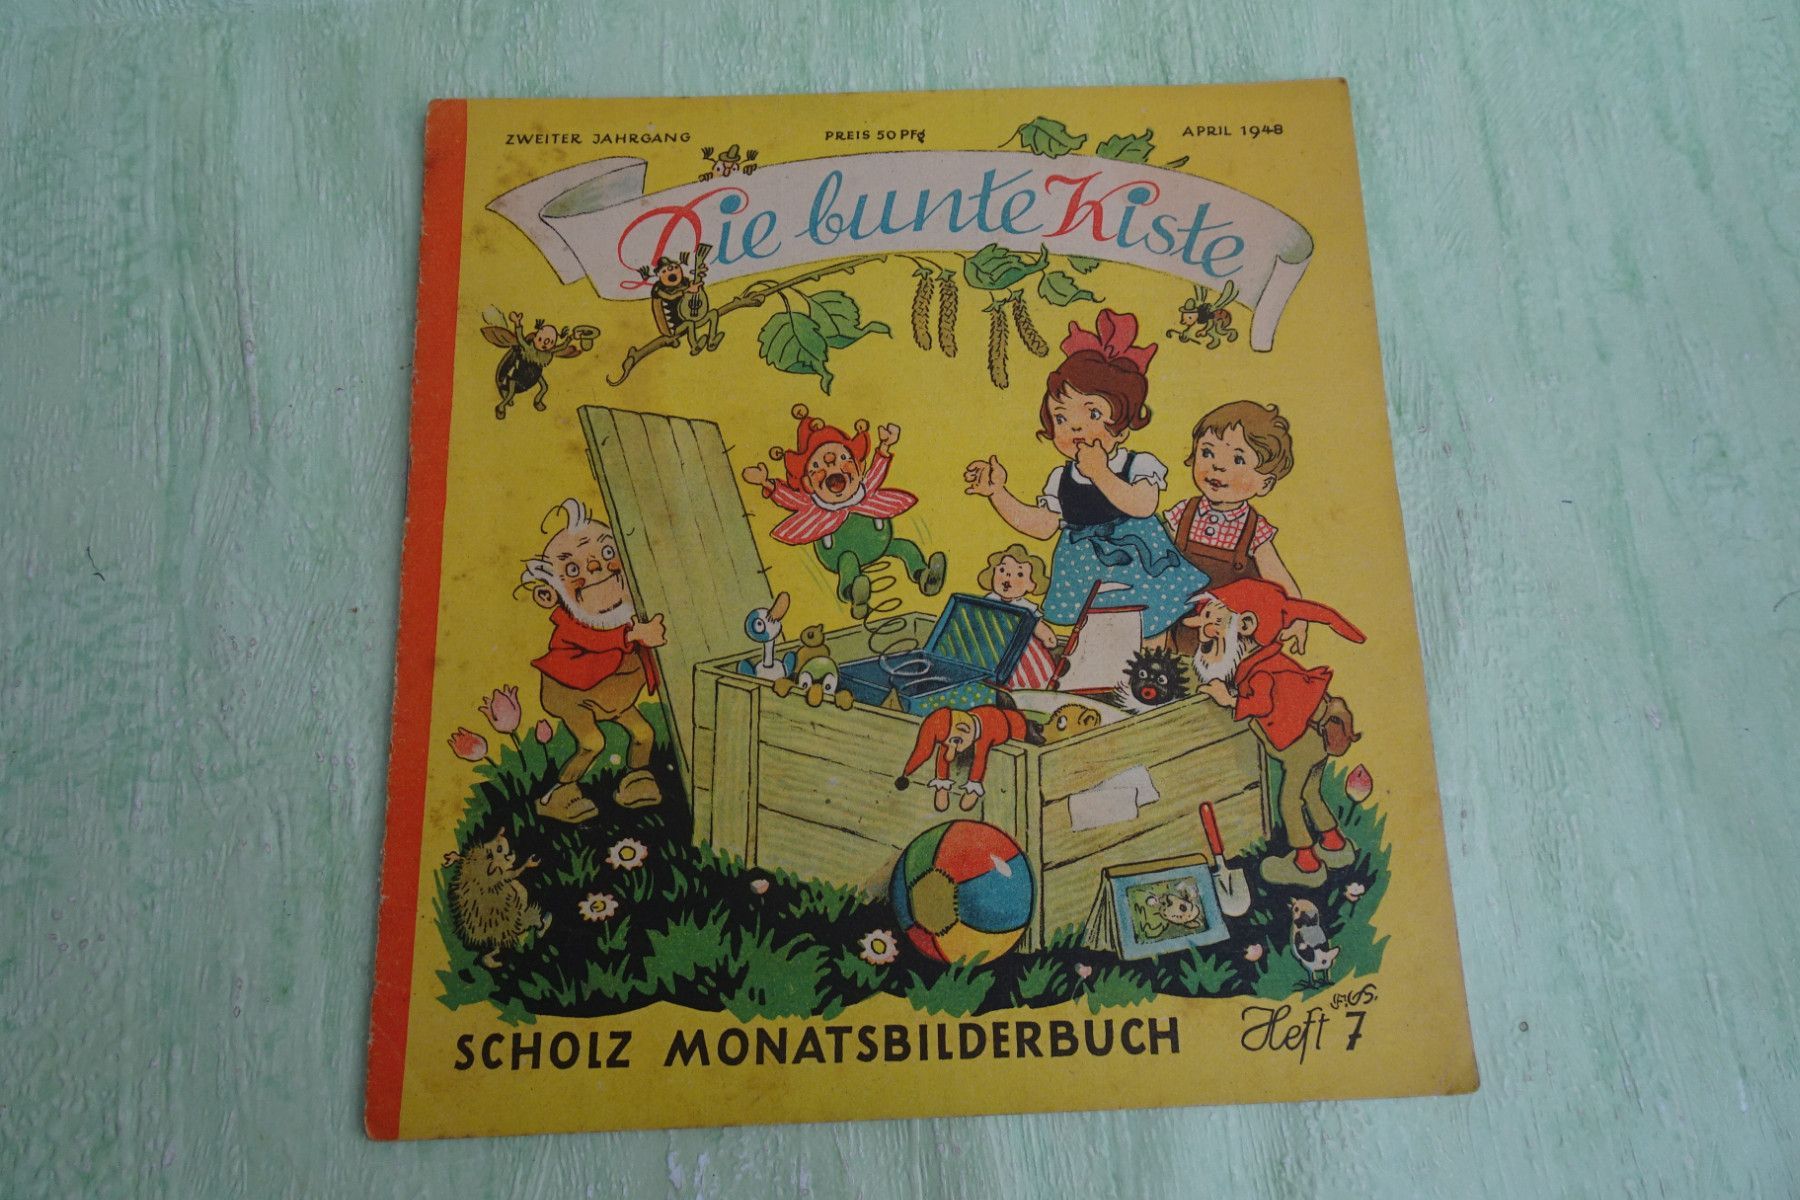 ZWEITER JAHRGANG PREIS 50 PFg APRIL 1948
Die bunte Kiste
SCHOLZ MONATSBILDERBUCH Heft 7